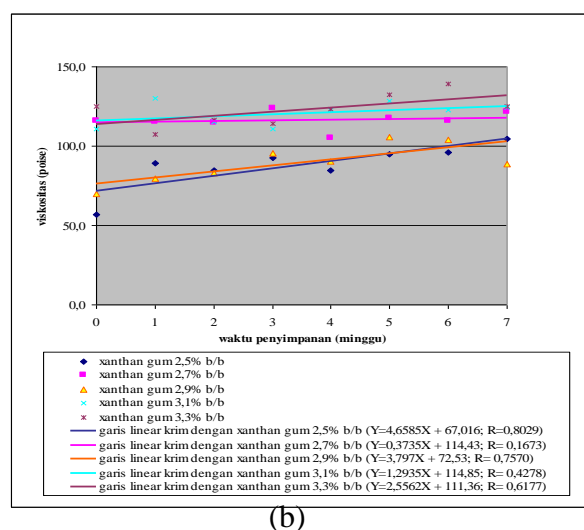 150,0
100,0
50,0
0,0
viskositas (poise)
0 1 2 3 4 5 6 7
waktu penyimpanan (minggu)
xanthan gum 2,5% b/b
xanthan gum 2,7% b/b
xanthan gum 2,9% b/b
xanthan gum 3,1% b/b
xanthan gum 3,3% b/b
garis linear krim dengan xanthan gum 2,5% b/b (Y=4,6585X + 67,016; R=0,8029)
garis linear krim dengan xanthan gum 2,7% b/b (Y=0,3735X + 114,43; R= 0,1673)
garis linear krim dengan xanthan gum 2,9% b/b (Y=3,797X + 72,53; R= 0,7570)
garis linear krim dengan xanthan gum 3,1% b/b (Y=1,2935X + 114,85; R= 0,4278)
garis linear krim dengan xanthan gum 3,3% b/b (Y=2,5562X + 111,36; R= 0,6177)
(b)